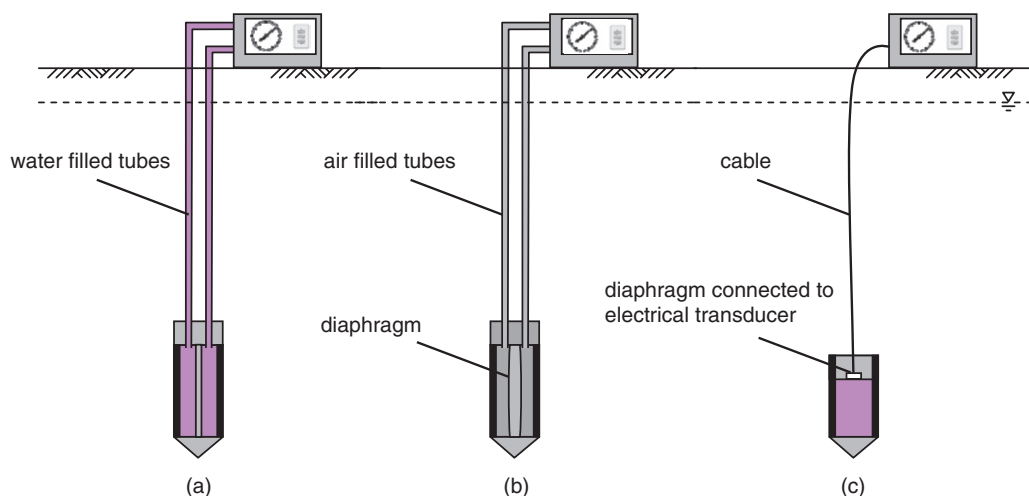 water filled tubes
air filled tubes
cable
diaphragm
diaphragm connected to
electrical transducer
(a)
(b)
(c)